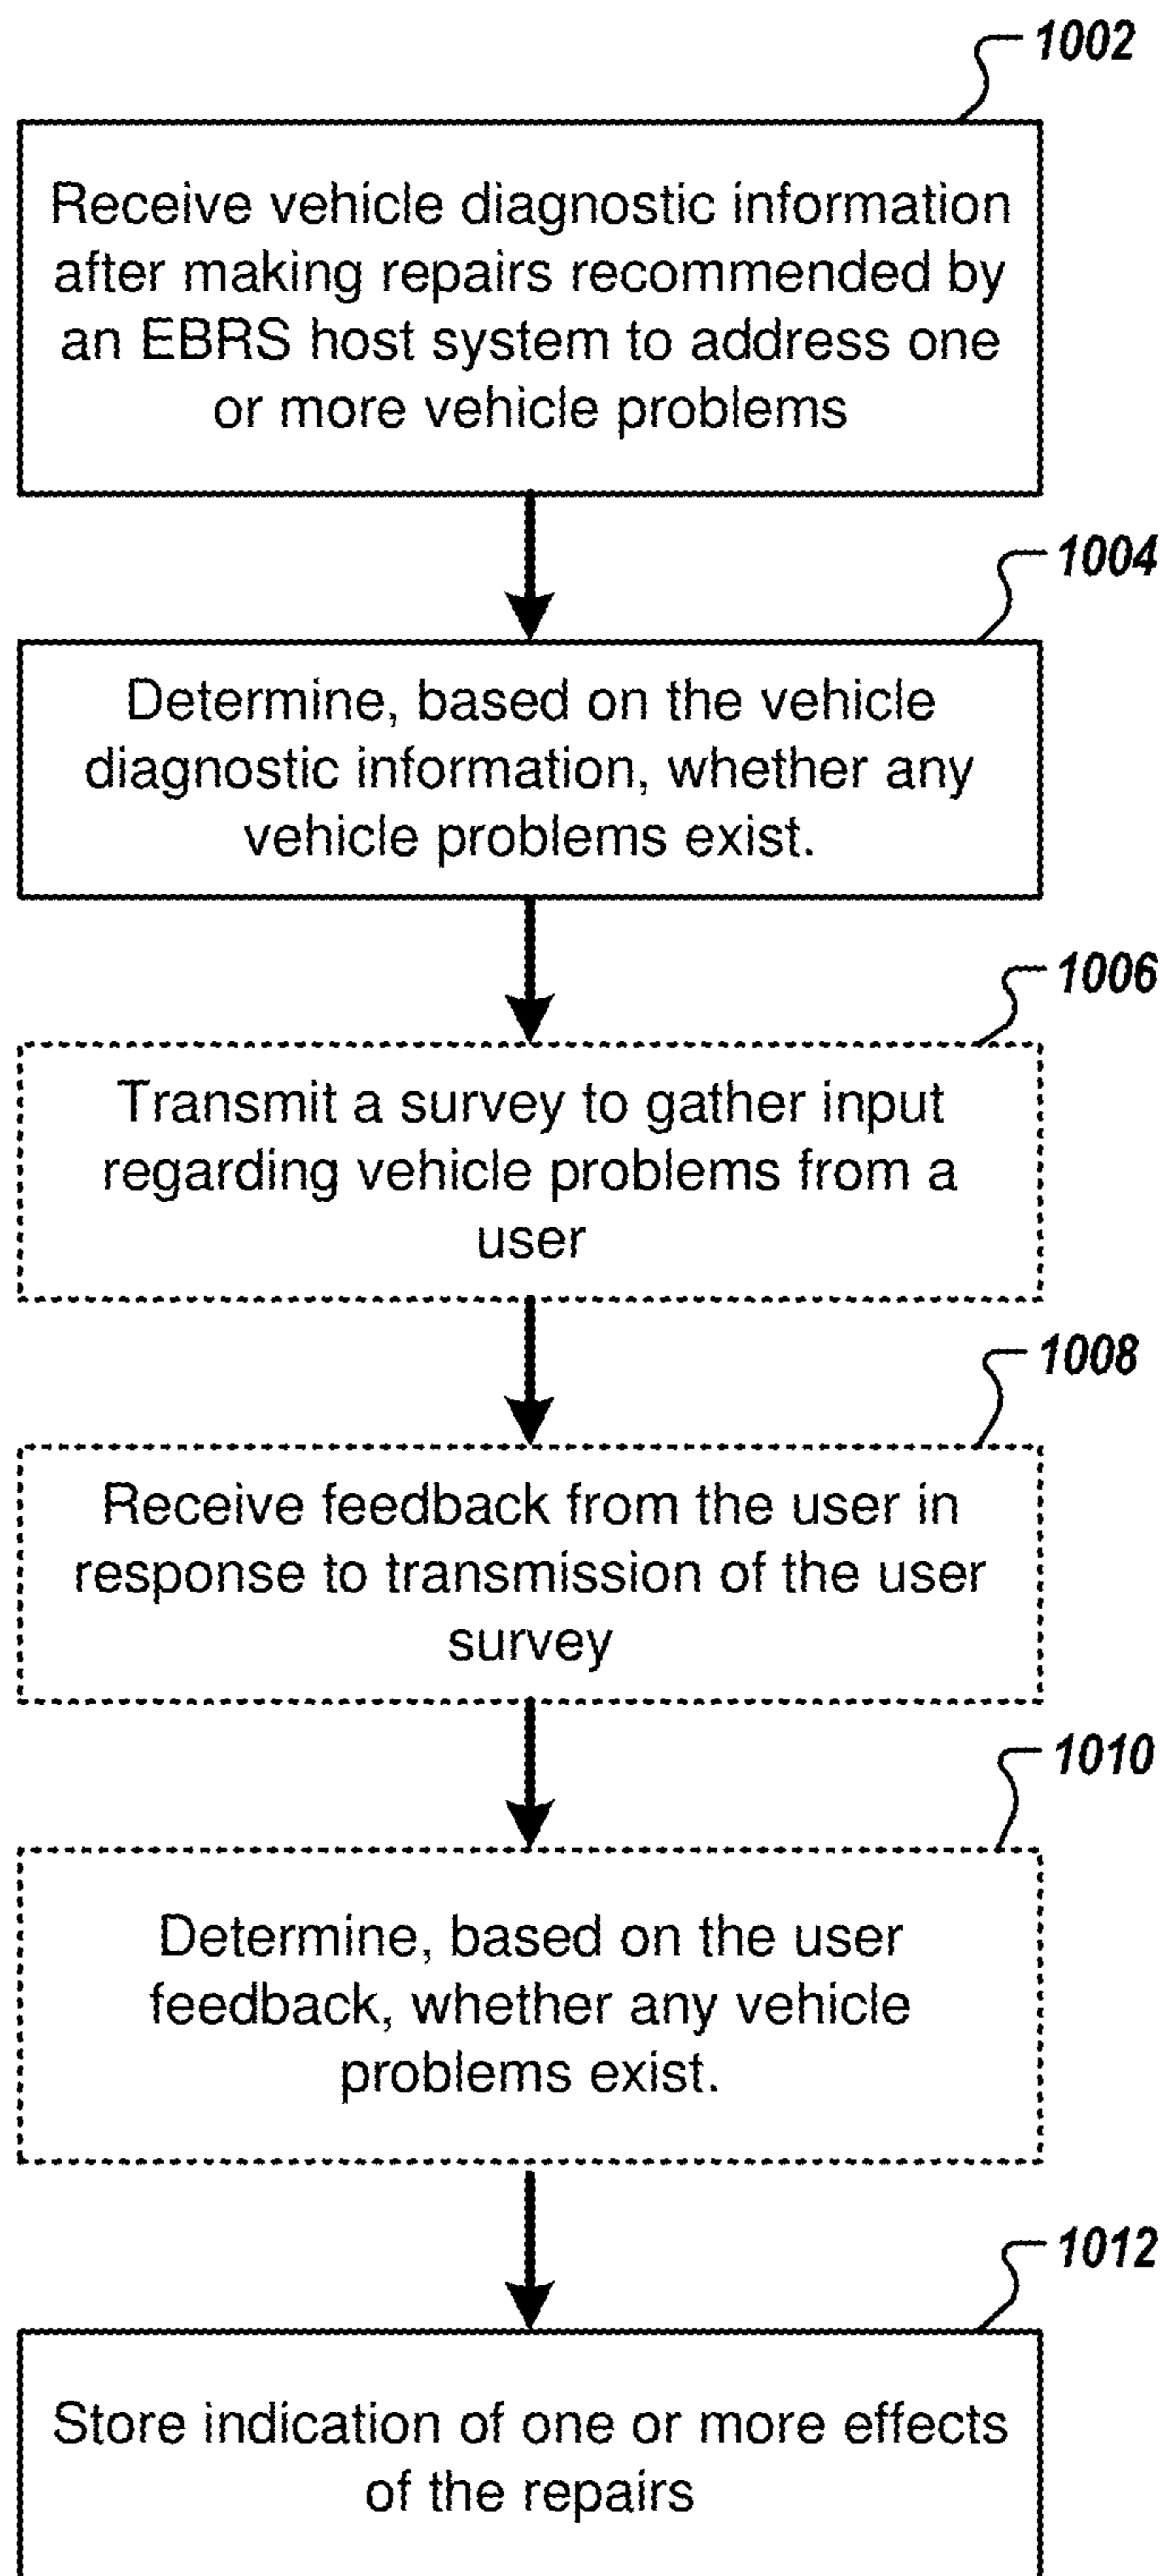 1002
Receive vehicle diagnostic information
after making repairs recommended by
an EBRS host system to address one
or more vehicle problems
1004
Determine, based on the vehicle
diagnostic information, whether any
vehicle problems exist.
1006
Transmit a survey to gather input
regarding vehicle problems from a
user
1008
Receive feedback from the user in
response to transmission of the user
survey
1010
Determine, based on the user
feedback, whether any vehicle
problems exist.
1012
Store indication of one or more effects
of the repairs